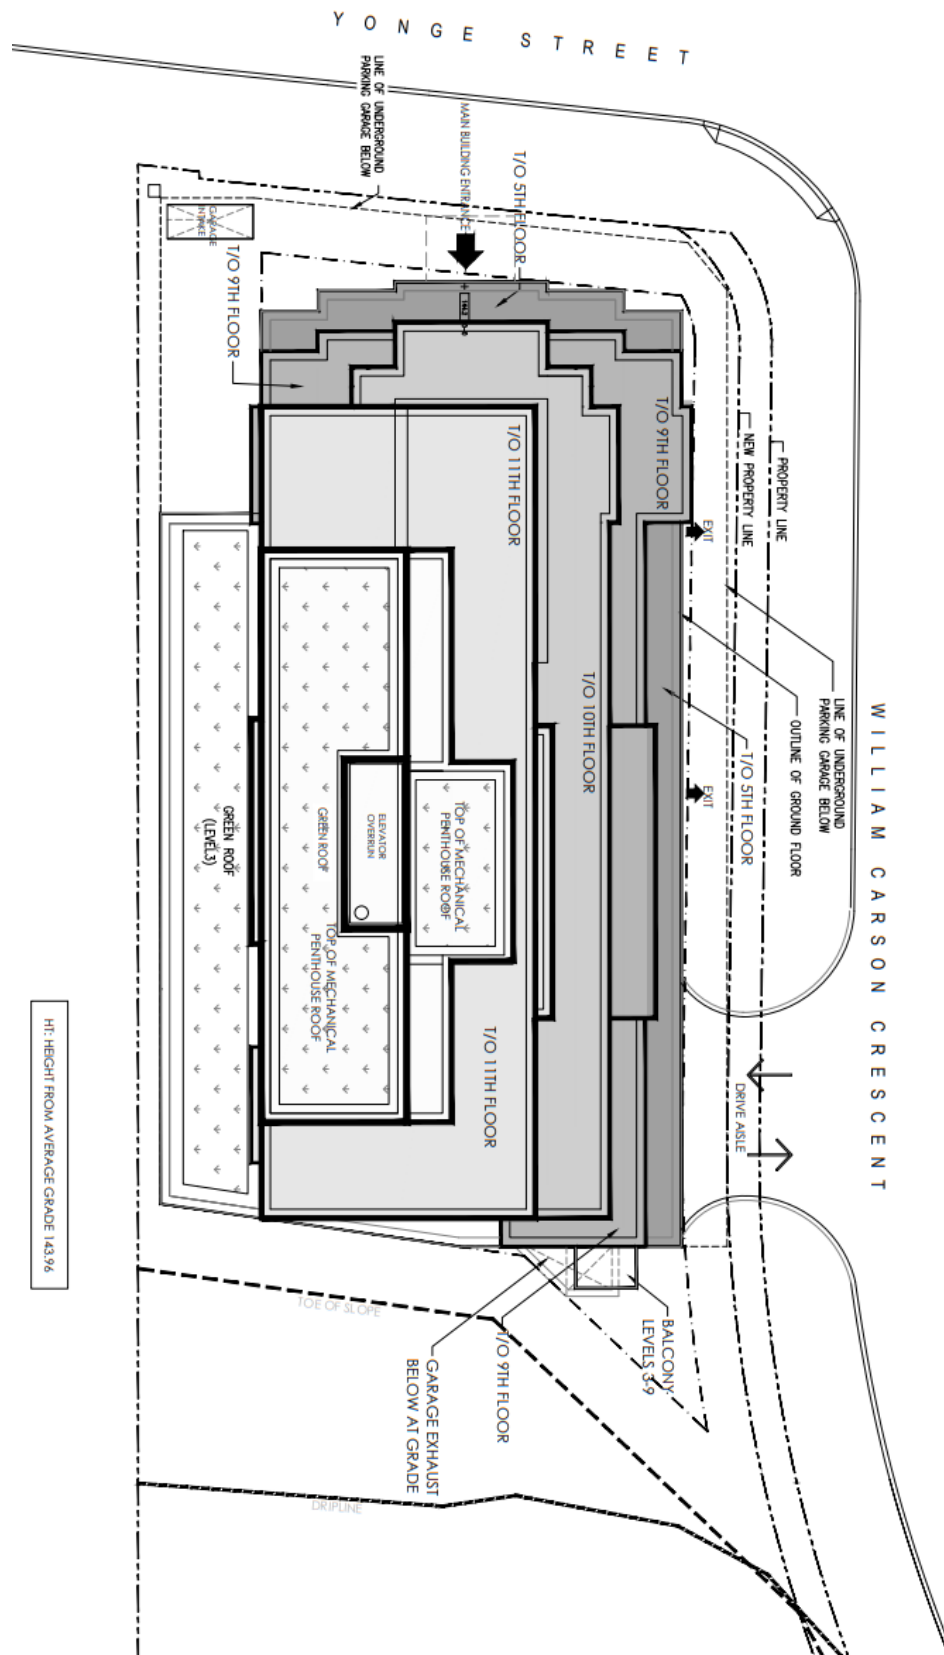 YONGE STREET
LINE OF UNDERGROUND
PARKING GARAGE BELOW
MAIN BUILDING ENTRANCE
T/O 5TH FLOOR
GARAGE
INTAKE
T/O 9TH FLOOR
T/O 9TH FLOOR
T/O 11TH FLOOR
NEW PROPERTY LINE
PROPERTY LINE
EXIT
WILLIAM CARSON CRESCENT
LINE OF UNDERGROUND
PARKING GARAGE BELOW
OUTLINE OF GROUND FLOOR
T/O 5TH FLOOR
T/O 10TH FLOOR
EXIT
TOP OF MECHANICAL
PENTHOUSE ROOF
ELEVATOR
OVERRUN
GREEN ROOF
GREEN ROOF
(LEVEL3)
TOP OF MECHANICAL
PENTHOUSE ROOF
T/O 11TH FLOOR
DRIVE AISLE
HT: HEIGHT FROM AVERAGE GRADE 143.96
TOE OF SLOPE
BALCONY
LEVELS 3-9
T/O 9TH FLOOR
GARAGE EXHAUST
BELOW AT GRADE
DRIPLINE